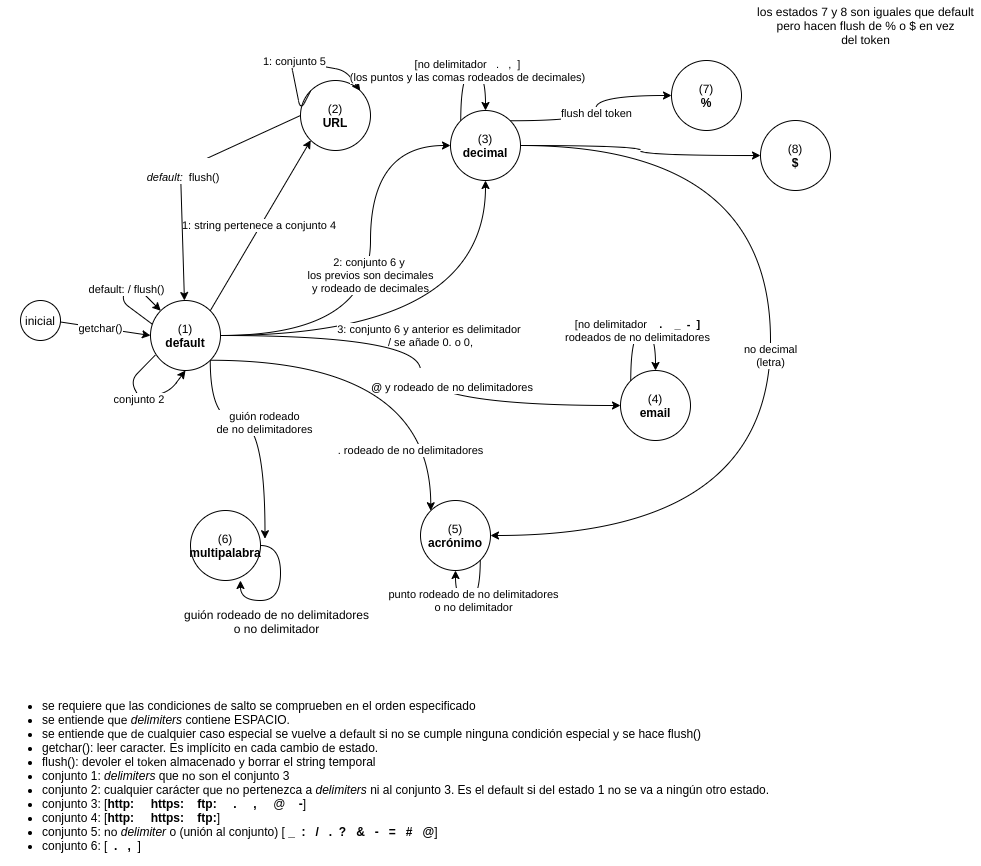 los estados 7 y 8 son iguales que default
pero hacen flush de % o $ en vez
del token
1: conjunto 5
[no delimitador . , ]
(los puntos y las comas rodeados de decimales)
(2)
URL
(3)
decimal
flush del token
(7)
%
(8)
$
default: flush()
1: string pertenece a conjunto 4
2: conjunto 6 y
los previos son decimales
y rodeado de decimales
default: / flush()
inicial
getchar()
(1)
default
3: conjunto 6 y anterior es delimitador
/ se añade 0. o 0,
[no delimitador . _ - ]
rodeados de no delimitadores
no decimal
(letra)
conjunto 2
@ y rodeado de no delimitadores
(4)
email
guión rodeado
de no delimitadores
. rodeado de no delimitadores
(6)
multipalabra
(5)
acrónimo
punto rodeado de no delimitadores
o no delimitador
guión rodeado de no delimitadores
o no delimitador
• se requiere que las condiciones de salto se comprueben en el orden especificado
• se entiende que delimiters contiene ESPACIO.
• se entiende que de cualquier caso especial se vuelve a default si no se cumple ninguna condición especial y se hace flush()
• getchar(): leer caracter. Es implícito en cada cambio de estado.
• flush(): devoler el token almacenado y borrar el string temporal
• conjunto 1: delimiters que no son el conjunto 3
• conjunto 2: cualquier carácter que no pertenezca a delimiters ni al conjunto 3. Es el default si del estado 1 no se va a ningún otro estado.
• conjunto 3: [http: https: ftp: . , @ -]
• conjunto 4: [http: https: ftp:]
• conjunto 5: no delimiter o (unión al conjunto) [ _ : / . ? & - = # @]
• conjunto 6: [ . , ]